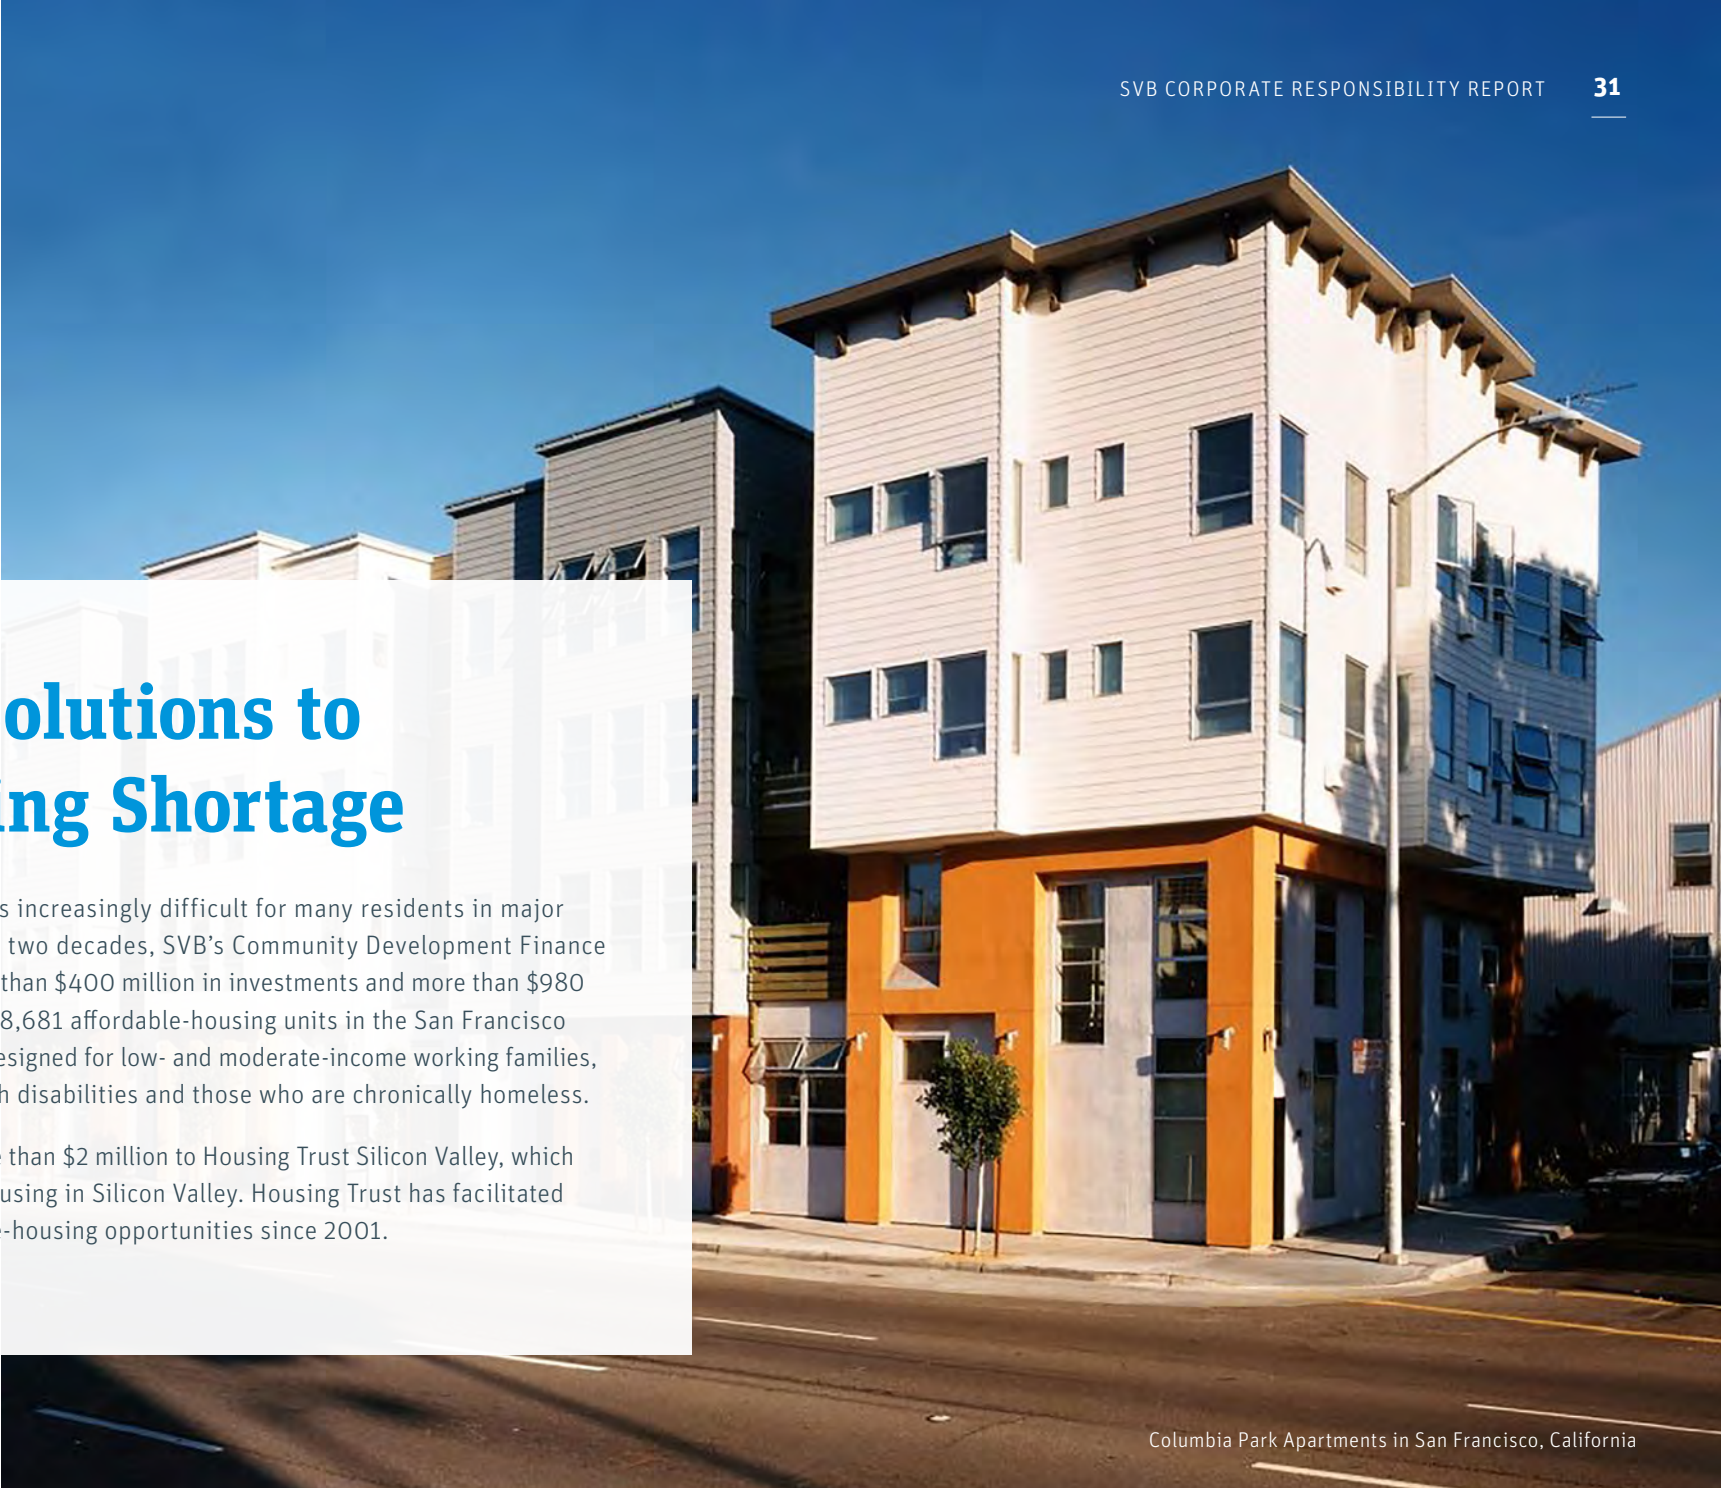 SVB CORPORATE RESPONSIBILITY REPORT 31
olutions to
ing Shortage
s increasingly difficult for many residents in major
two decades, SVB's Community Development Finance
than $400 million in investments and more than $980
8,681 affordable-housing units in the San Francisco
esigned for low- and moderate-income working families,
h disabilities and those who are chronically homeless.
e than $2 million to Housing Trust Silicon Valley, which
using in Silicon Valley. Housing Trust has facilitated
e-housing opportunities since 2001.
Columbia Park Apartments in San Francisco, California